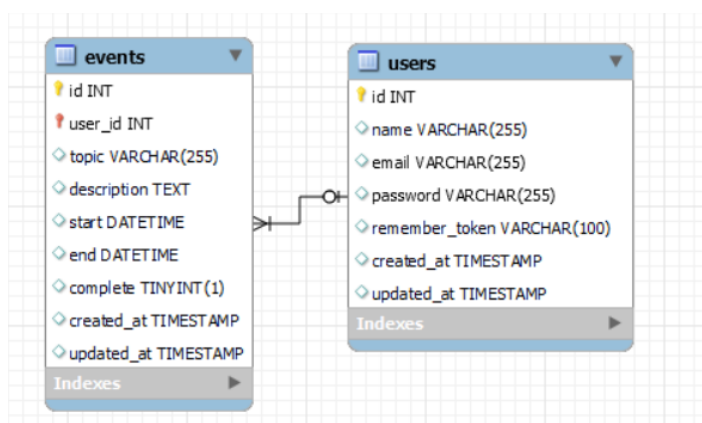 events
id INT
user_id INT
topic VARCHAR(255)
description TEXT
start DATETIME
end DATETIME
complete TINYINT(1)
created_at TIMESTAMP
updated_at TIMESTAMP
Indexes
users
id INT
name VARCHAR(255)
email VARCHAR(255)
password VARCHAR(255)
remember_token VARCHAR(100)
created_at TIMESTAMP
updated_at TIMESTAMP
Indexes